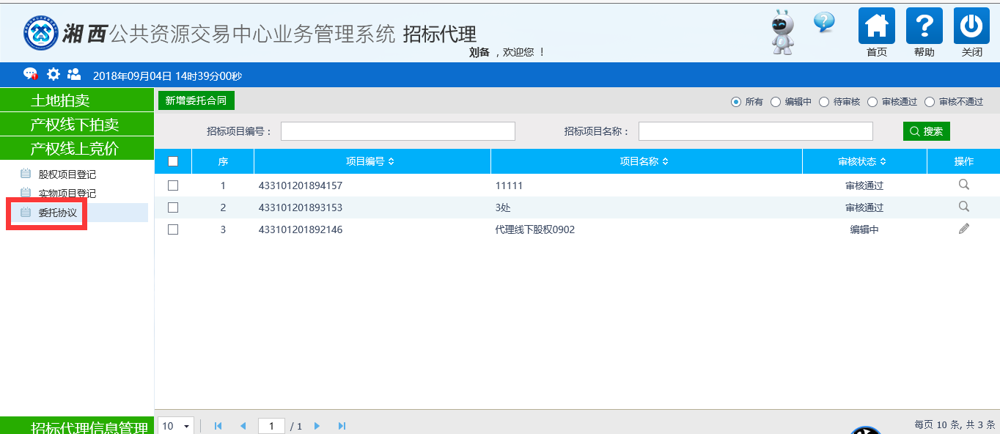 湘西公共资源交易中心业务管理系统 招标代理
刘备 ，欢迎您 ！
首页 帮助 关闭
2018年09月04日 14时39分00秒
土地拍卖
产权线下拍卖
产权线上竞价
股权项目登记
实物项目登记
委托协议
招标代理信息管理
新增委托合同
所有 编辑中 待审核 审核通过 审核不通过
招标项目编号： 招标项目名称： 搜索
序 项目编号 项目名称 审核状态 操作
1 433101201894157 11111 审核通过
2 433101201893153 3处 审核通过
3 433101201892146 代理线下股权0902 编辑中
10 1 / 1 每页 10 条, 共 3 条